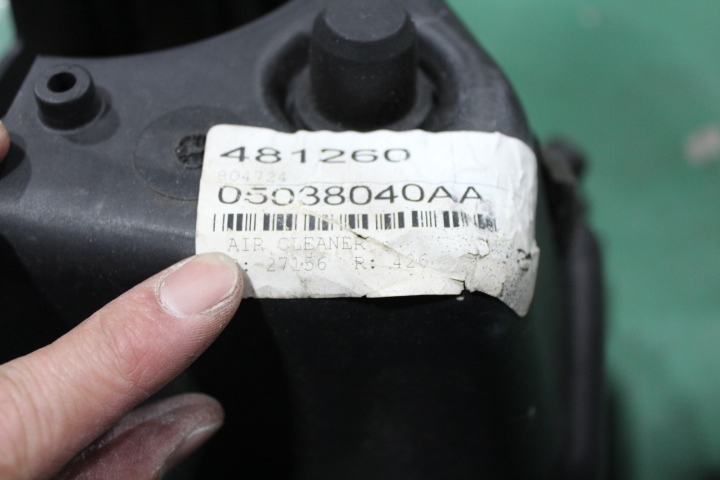 481260
804724
05038040AA
AIR CLEANER
: 27156 R: 426